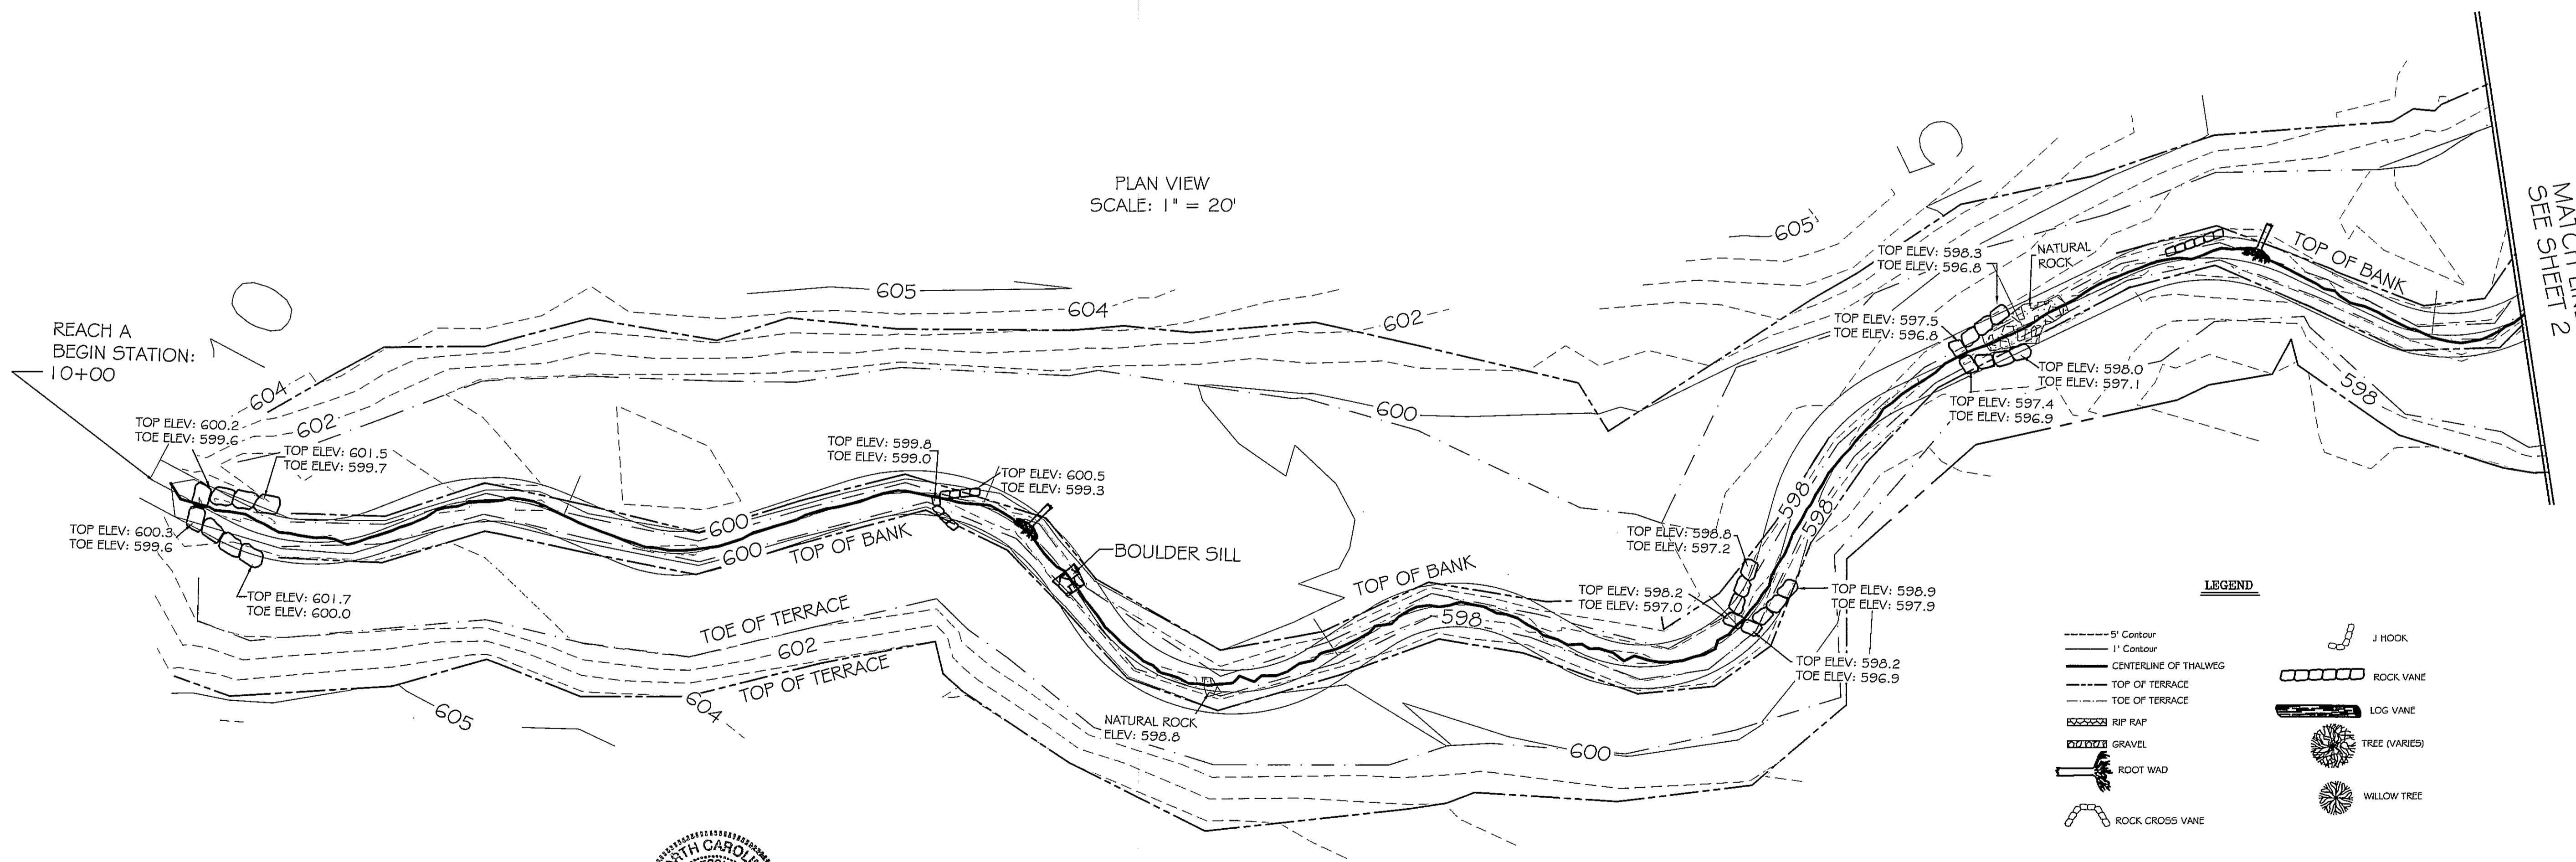 PLAN VIEW
SCALE: 1" = 20'
REACH A
BEGIN STATION:
10+00
605
604
602
604
602
TOP ELEV: 600.2
TOE ELEV: 599.6
TOP ELEV: 601.5
TOE ELEV: 599.7
TOP ELEV: 600.3
TOE ELEV: 599.6
TOP ELEV: 601.7
TOE ELEV: 600.0
TOP ELEV: 599.8
TOE ELEV: 599.0
TOP ELEV: 600.5
TOE ELEV: 599.3
600
600
TOP OF BANK
BOULDER SILL
TOE OF TERRACE
602
TOP OF TERRACE
604
605
NATURAL ROCK
ELEV: 598.8
600
TOP OF BANK
598
600
TOP ELEV: 598.8
TOE ELEV: 597.2
TOP ELEV: 598.2
TOE ELEV: 597.0
TOP ELEV: 598.9
TOE ELEV: 597.9
TOP ELEV: 598.2
TOE ELEV: 596.9
598
598
5
605
TOP ELEV: 598.3
TOE ELEV: 596.8
NATURAL
ROCK
TOP ELEV: 597.5
TOE ELEV: 596.8
TOP ELEV: 598.0
TOE ELEV: 597.1
TOP ELEV: 597.4
TOE ELEV: 596.9
TOP OF BANK
598
SEE SHEET 2
LEGEND
5' Contour
1' Contour
CENTERLINE OF THALWEG
TOP OF TERRACE
TOE OF TERRACE
RIP RAP
GRAVEL
ROOT WAD
ROCK CROSS VANE
J HOOK
ROCK VANE
LOG VANE
TREE (VARIES)
WILLOW TREE